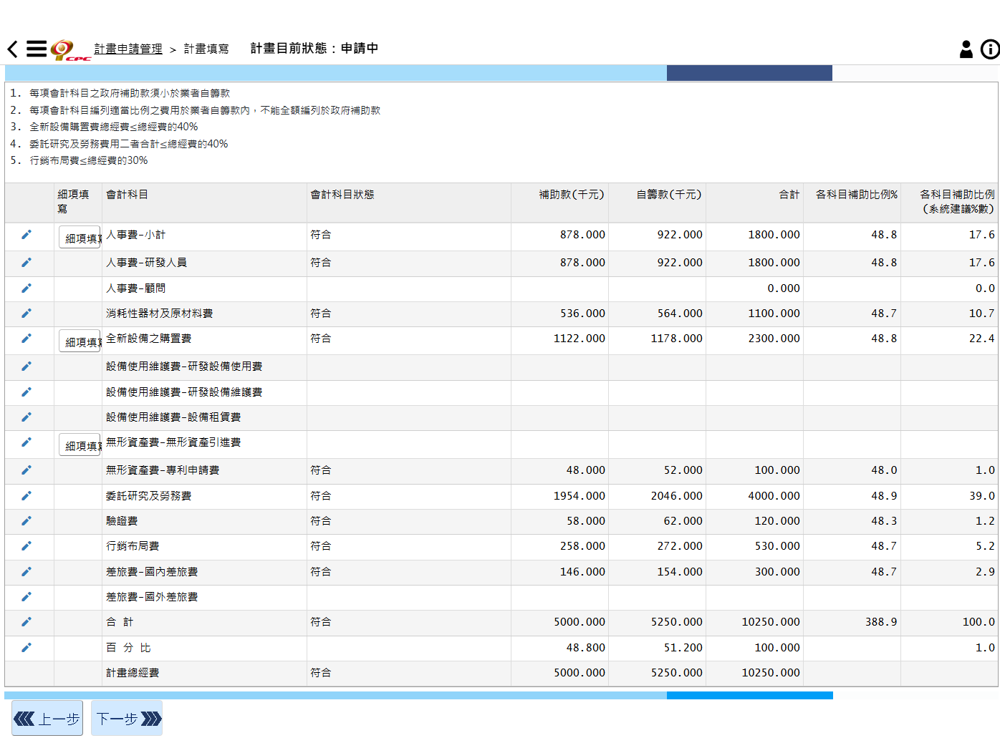 CPC 計畫申請管理 > 計畫填寫 計畫目前狀態：申請中
1. 每項會計科目之政府補助款須小於業者自籌款
2. 每項會計科目編列適當比例之費用於業者自籌款內，不能全額編列於政府補助款
3. 全新設備購置費總經費≤總經費的40%
4. 委託研究及勞務費用二者合計≤總經費的40%
5. 行銷布局費≤總經費的30%
細項填寫 會計科目 會計科目狀態 補助款(千元) 自籌款(千元) 合計 各科目補助比例% 各科目補助比例(系統建議%數)
細項填寫 人事費-小計 符合 878.000 922.000 1800.000 48.8 17.6
人事費-研發人員 符合 878.000 922.000 1800.000 48.8 17.6
人事費-顧問 0.000 0.0
消耗性器材及原材料費 符合 536.000 564.000 1100.000 48.7 10.7
細項填寫 全新設備之購置費 符合 1122.000 1178.000 2300.000 48.8 22.4
設備使用維護費-研發設備使用費
設備使用維護費-研發設備維護費
設備使用維護費-設備租賃費
細項填寫 無形資產費-無形資產引進費
無形資產費-專利申請費 符合 48.000 52.000 100.000 48.0 1.0
委託研究及勞務費 符合 1954.000 2046.000 4000.000 48.9 39.0
驗證費 符合 58.000 62.000 120.000 48.3 1.2
行銷布局費 符合 258.000 272.000 530.000 48.7 5.2
差旅費-國內差旅費 符合 146.000 154.000 300.000 48.7 2.9
差旅費-國外差旅費
合 計 符合 5000.000 5250.000 10250.000 388.9 100.0
百 分 比 48.800 51.200 100.000 1.0
計畫總經費 符合 5000.000 5250.000 10250.000
上一步 下一步